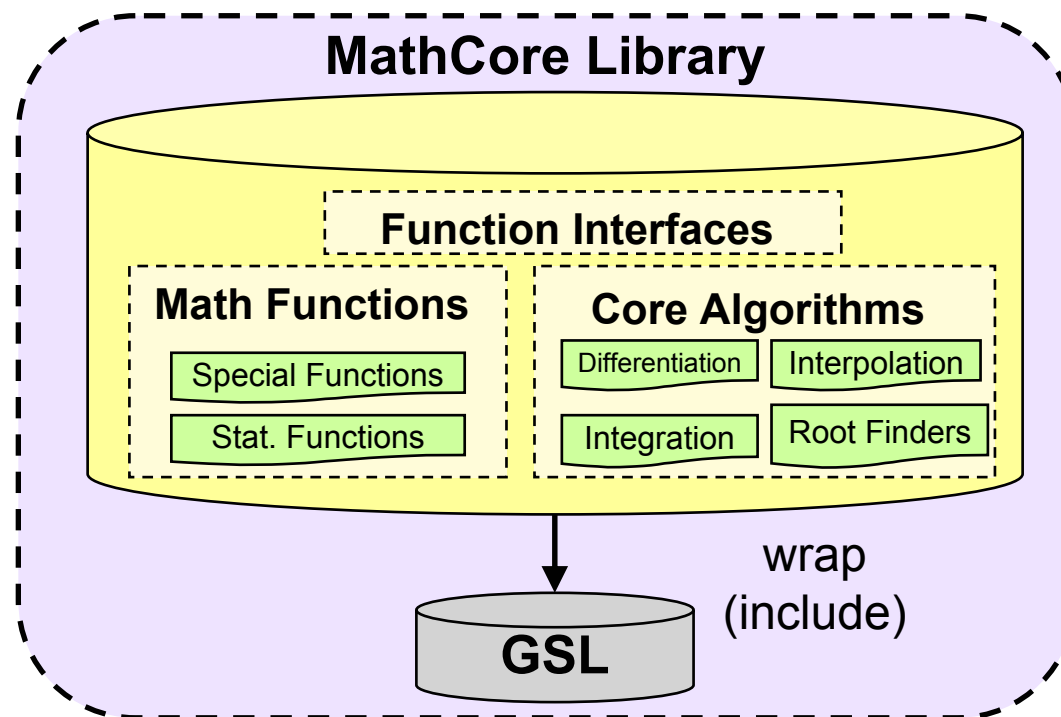 MathCore Library
Function Interfaces
Math Functions
Special Functions
Stat. Functions
Core Algorithms
Differentiation
Interpolation
Integration
Root Finders
wrap
(include)
GSL